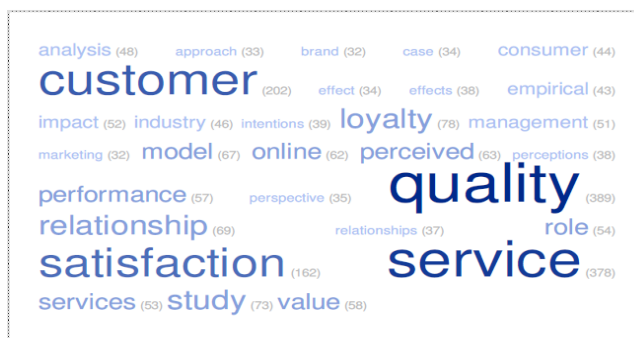 analysis (48) approach (33) brand (32) case (34) consumer (44)
customer (202) effect (34) effects (38) empirical (43)
impact (52) industry (46) intentions (39) loyalty (78) management (51)
marketing (32) model (67) online (62) perceived (63) perceptions (38)
performance (57) perspective (35) quality (389)
relationship (69) relationships (37) role (54)
satisfaction (162) service (378)
services (53) study (73) value (58)